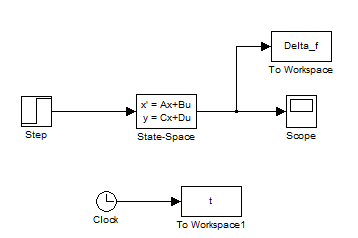 Delta_f
To Workspace
x' = Ax+Bu
y = Cx+Du
Step
State-Space
Scope
t
Clock
To Workspace1